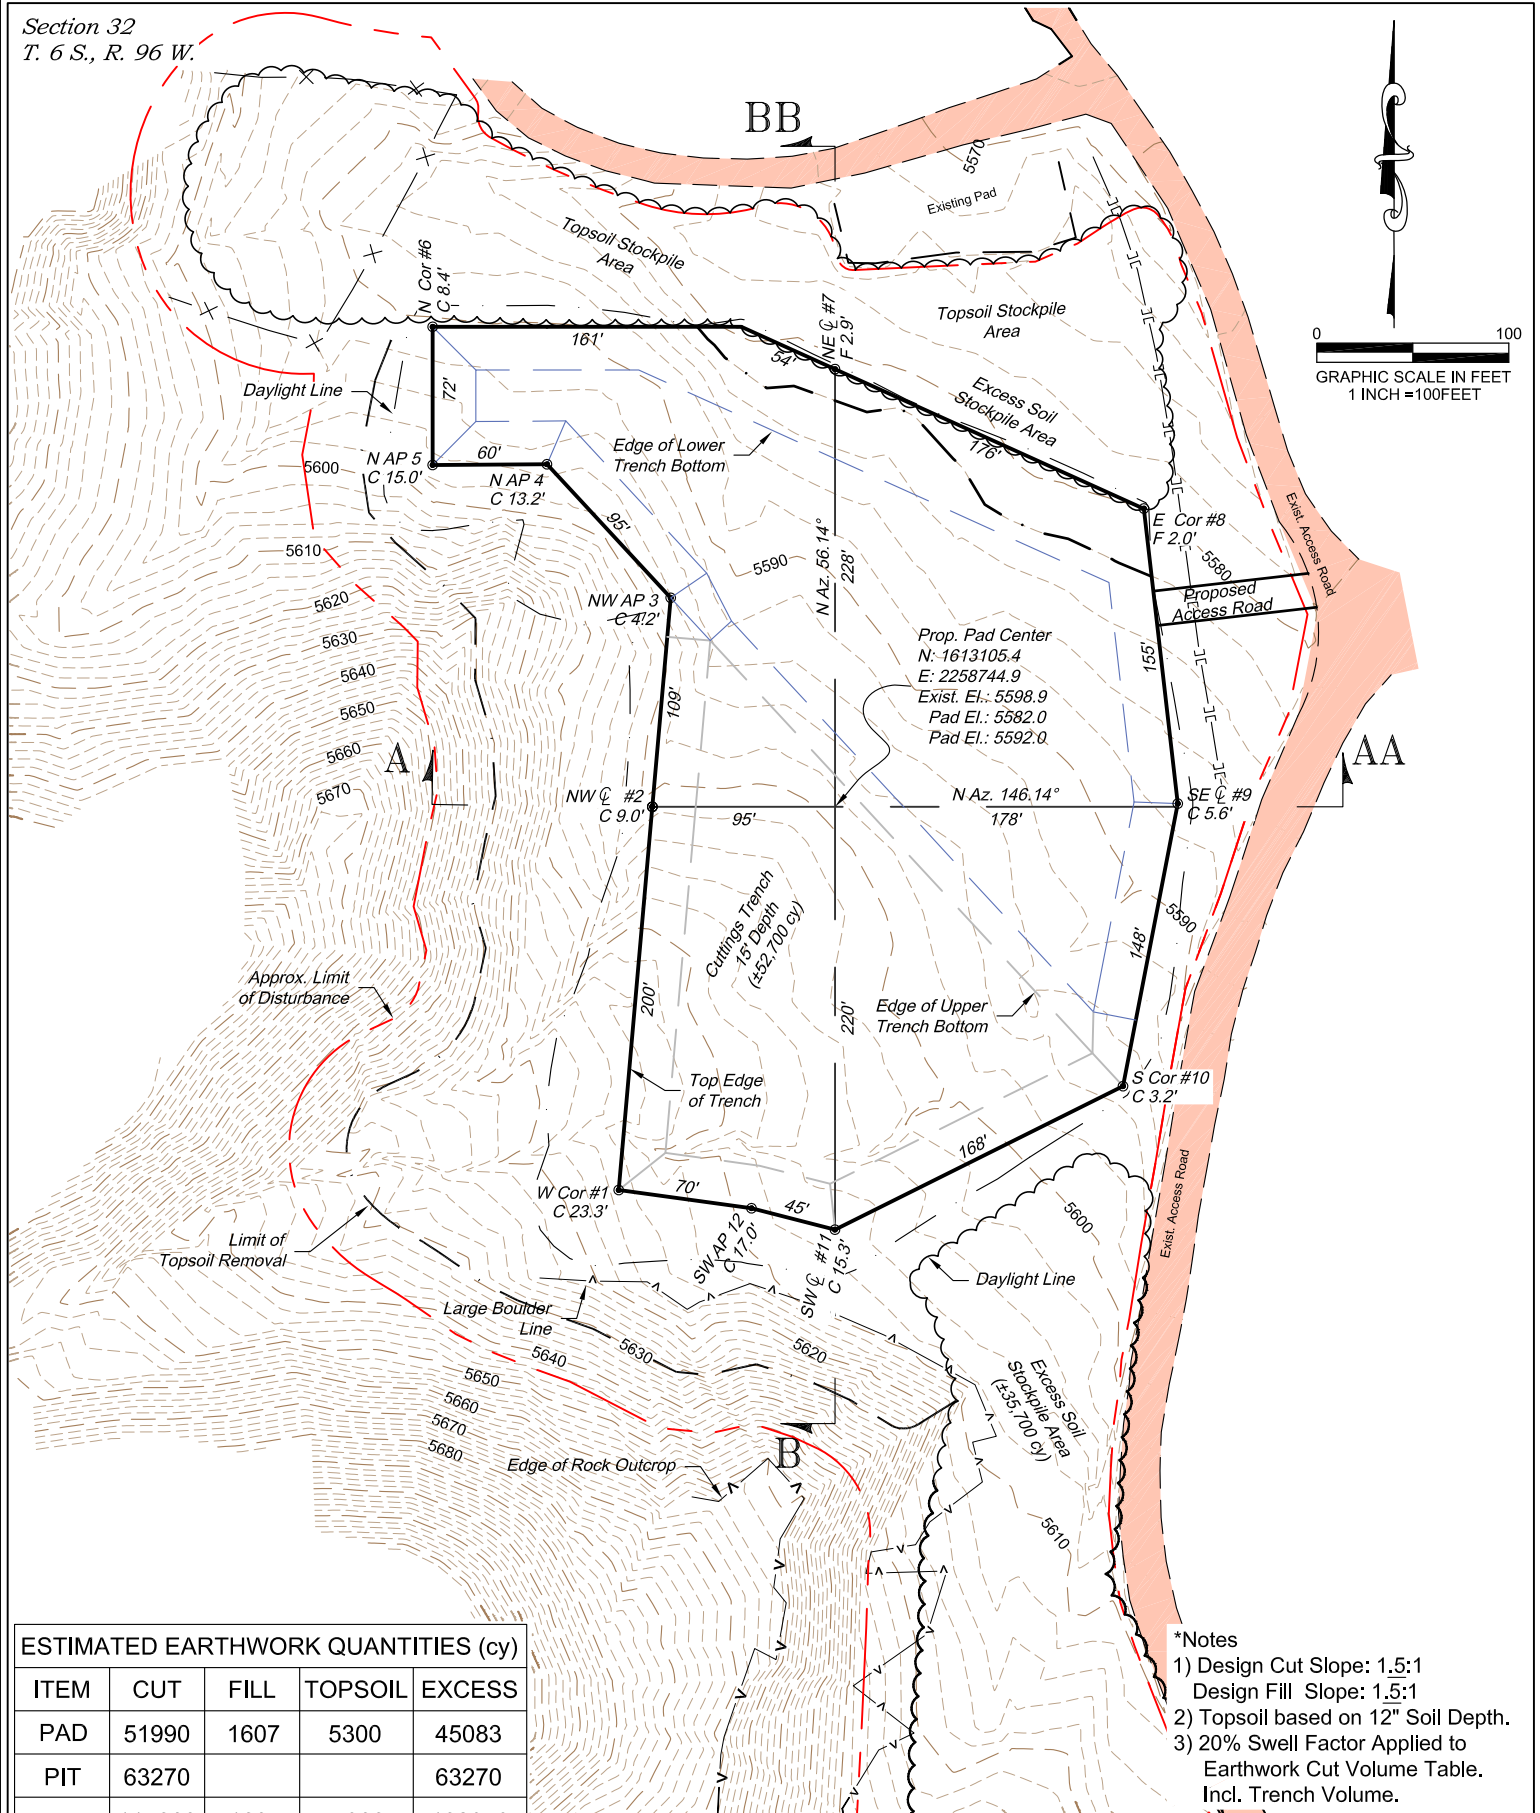 Section 32
T. 6 S., R. 96 W.
BB
5570
Existing Pad
Topsoil Stockpile
Area
N Cor #6
C 8.4'
161'
54'
NE ℄ #7
F 2.9'
Topsoil Stockpile
Area
0 100
GRAPHIC SCALE IN FEET
1 INCH =100FEET
Daylight Line
72'
Excess Soil
Stockpile Area
176'
Edge of Lower
Trench Bottom
5600
N AP 5
C 15.0'
60'
N AP 4
C 13.2'
95'
E Cor #8
F 2.0'
Exist. Access Road
5580
Proposed
Access Road
5610
5590
N Az. 56.14°
228'
NW AP 3
C 4.2'
5620
5630
5640
5650
5660
5670
109'
Prop. Pad Center
N: 1613105.4
E: 2258744.9
Exist. El.: 5598.9
Pad El.: 5582.0
Pad El.: 5592.0
155'
A
AA
NW ℄ #2
C 9.0'
95'
N Az. 146.14°
178'
SE ℄ #9
C 5.6'
Cuttings Trench
15' Depth
(±52,700 cy)
5590
148'
Approx. Limit
of Disturbance
200'
220'
Edge of Upper
Trench Bottom
Top Edge
of Trench
S Cor #10
C 3.2'
168'
W Cor #1
C 23.3'
70'
45'
SW AP 12
C 17.0'
SW ℄ #11
C 15.3'
5600
Exist. Access Road
Limit of
Topsoil Removal
Daylight Line
Large Boulder
Line
5640
5630
5620
5650
5660
5670
5680
Excess Soil
Stockpile Area
(±35,700 cy)
B
Edge of Rock Outcrop
5610
ESTIMATED EARTHWORK QUANTITIES (cy)
ITEM CUT FILL TOPSOIL EXCESS
PAD 51990 1607 5300 45083
PIT 63270 63270
*Notes
1) Design Cut Slope: 1.5:1
Design Fill Slope: 1.5:1
2) Topsoil based on 12" Soil Depth.
3) 20% Swell Factor Applied to
Earthwork Cut Volume Table.
Incl. Trench Volume.